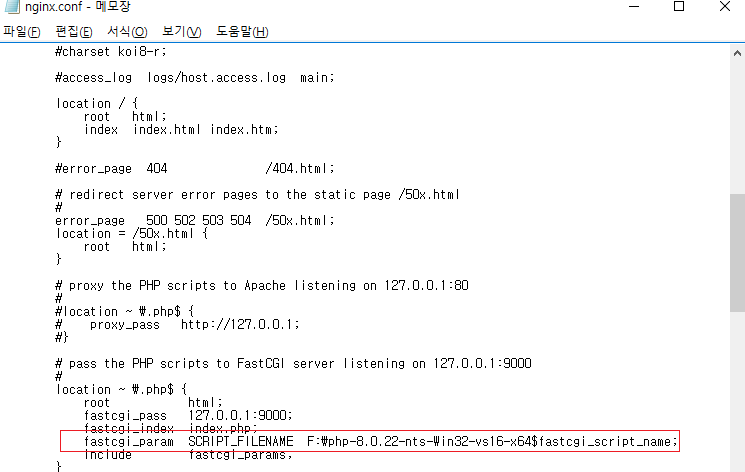 nginx.conf - 메모장
파일(F) 편집(E) 서식(O) 보기(V) 도움말(H)
#charset koi8-r;
#access_log  logs/host.access.log  main;
location / {
root   html;
index  index.html index.htm;
}
#error_page  404              /404.html;
# redirect server error pages to the static page /50x.html
#
error_page   500 502 503 504  /50x.html;
location = /50x.html {
root   html;
}
# proxy the PHP scripts to Apache listening on 127.0.0.1:80
#
#location ~ ₩.php$ {
#    proxy_pass   http://127.0.0.1;
#}
# pass the PHP scripts to FastCGI server listening on 127.0.0.1:9000
#
location ~ ₩.php$ {
root           html;
fastcgi_pass   127.0.0.1:9000;
fastcgi_index  index.php;
fastcgi_param  SCRIPT_FILENAME  F:₩php-8.0.22-nts-Win32-vs16-x64$fastcgi_script_name;
include        fastcgi_params;
}